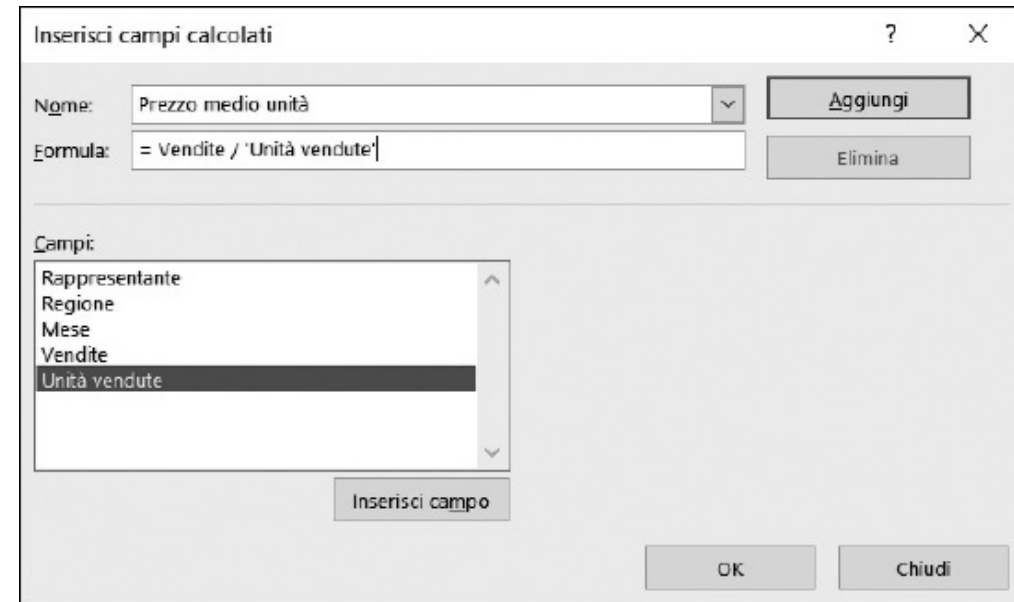 Inserisci campi calcolati ? X
Nome: Prezzo medio unità Aggiungi
Formula: = Vendite / 'Unità vendute' Elimina
Campi:
Rappresentante
Regione
Mese
Vendite
Unità vendute
Inserisci campo
OK Chiudi